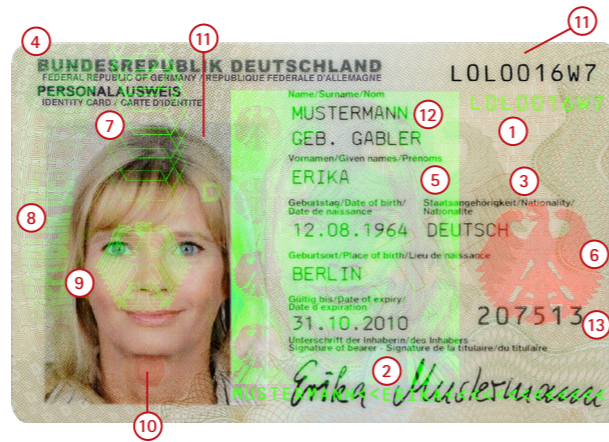 11
4
11
BUNDESREPUBLIK DEUTSCHLAND
FEDERAL REPUBLIC OF GERMANY / REPUBLIQUE FEDERALE D'ALLEMAGNE
PERSONALAUSWEIS
IDENTITY CARD / CARTE D'IDENTITE
L0L0016W7
L0L0016W7
Name/Surname/Nom
MUSTERMANN
12
7
1
GEB. GABLER
Vornamen/Given names/Prenoms
ERIKA
5
3
D
Geburtstag/Date of birth/
Date de naissance
Staatsangehörigkeit/Nationality/
Nationalite
12.08.1964
DEUTSCH
8
Geburtsort/Place of birth/Lieu de naissance
BERLIN
6
9
Gültig bis/Date of expiry/
Date d'expiration
31.10.2010
207513
13
Unterschrift der Inhaberin/des Inhabers
Signature of bearer - Signature de la titulaire/du titulaire
2
Erika Mustermann
10